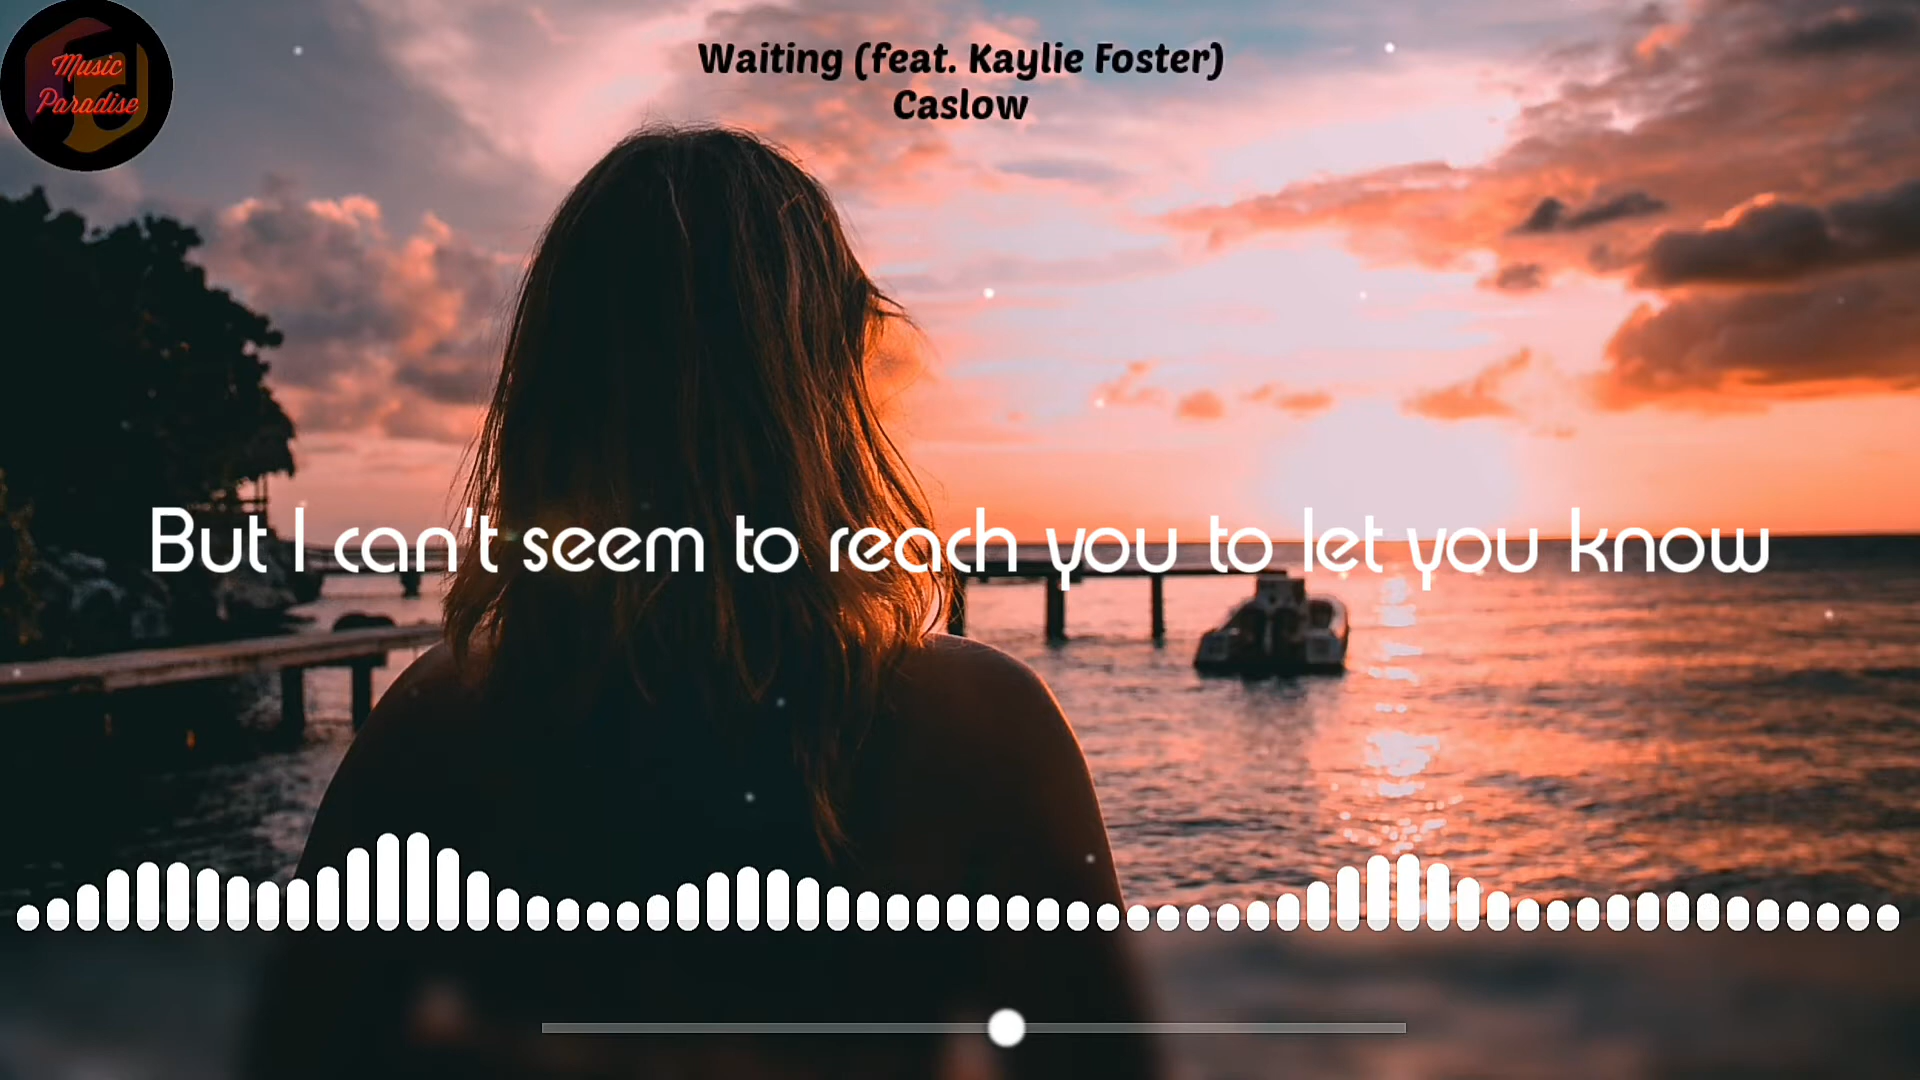 Music
Paradise
Waiting (feat. Kaylie Foster)
Caslow
But I can't seem to reach you to let you know